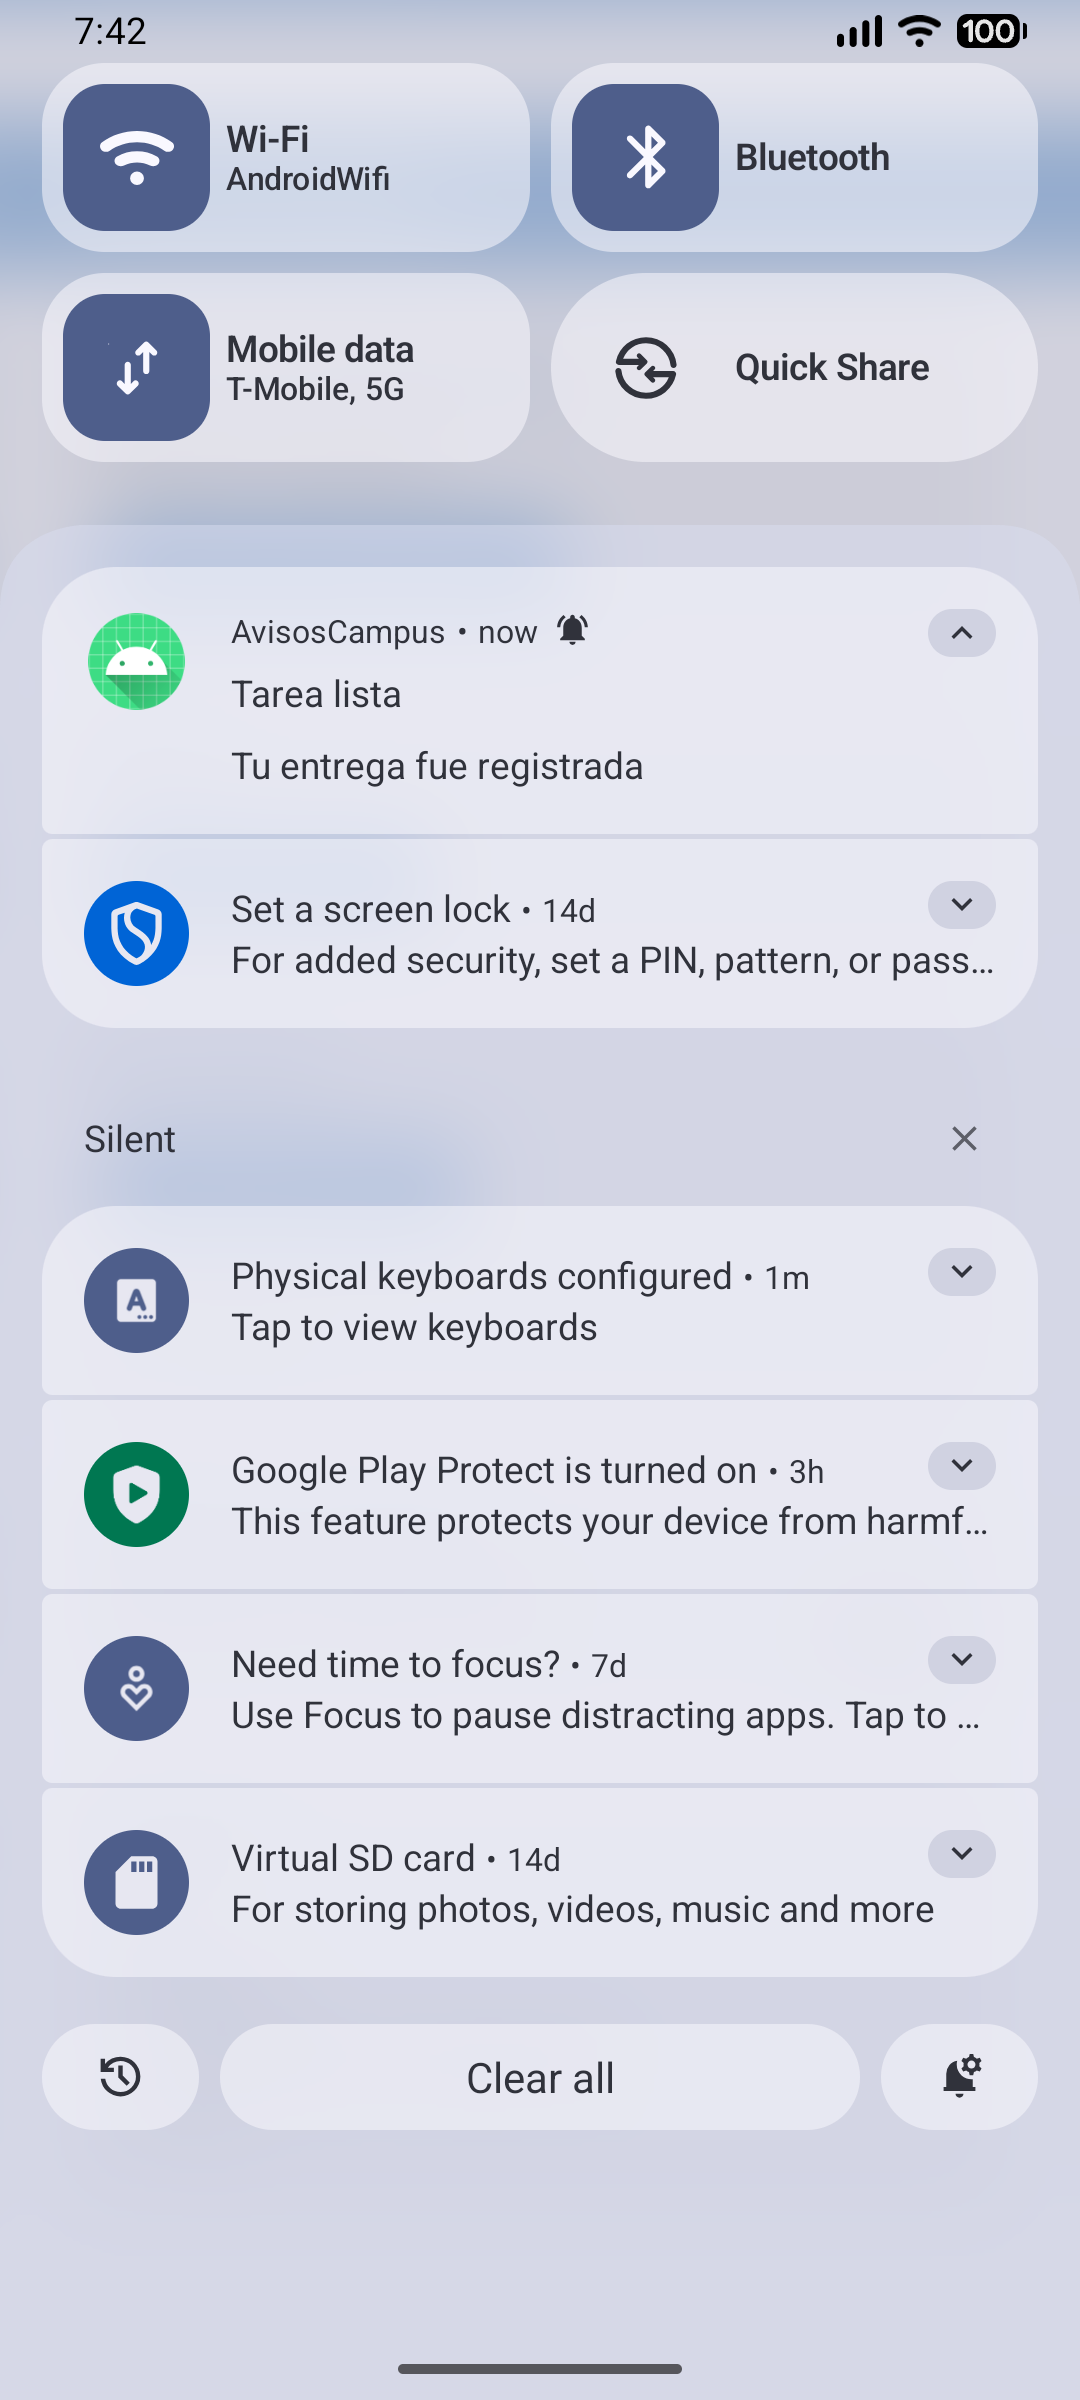 7:42
100
Wi-Fi
AndroidWifi
Bluetooth
Mobile data
T-Mobile, 5G
Quick Share
AvisosCampus • now
Tarea lista
Tu entrega fue registrada
Set a screen lock • 14d
For added security, set a PIN, pattern, or pass…
Silent
Physical keyboards configured • 1m
Tap to view keyboards
Google Play Protect is turned on • 3h
This feature protects your device from harmf…
Need time to focus? • 7d
Use Focus to pause distracting apps. Tap to …
Virtual SD card • 14d
For storing photos, videos, music and more
Clear all